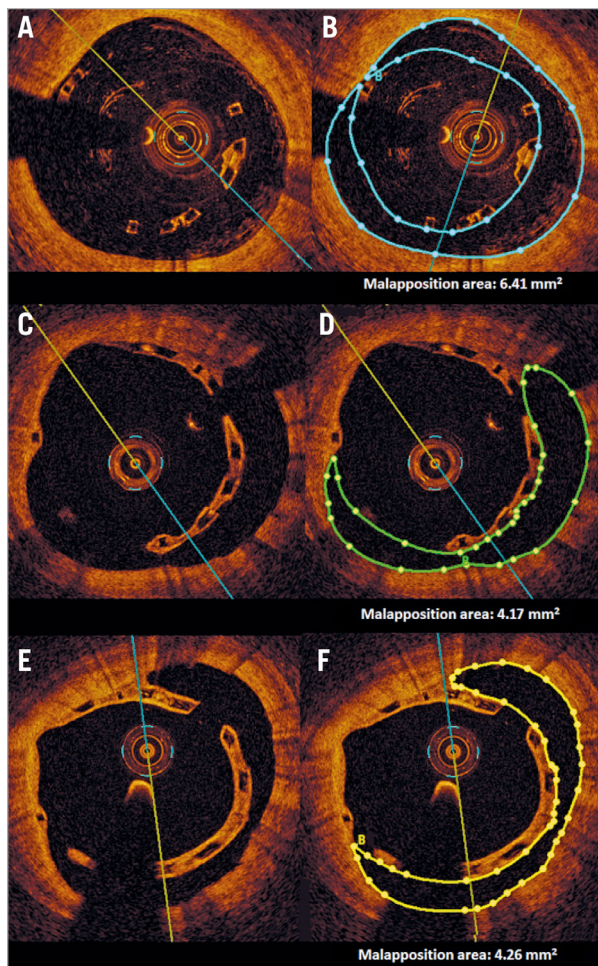 A
B
B
Malapposition area: 6.41 mm²
C
D
B
Malapposition area: 4.17 mm²
E
F
B
Malapposition area: 4.26 mm²